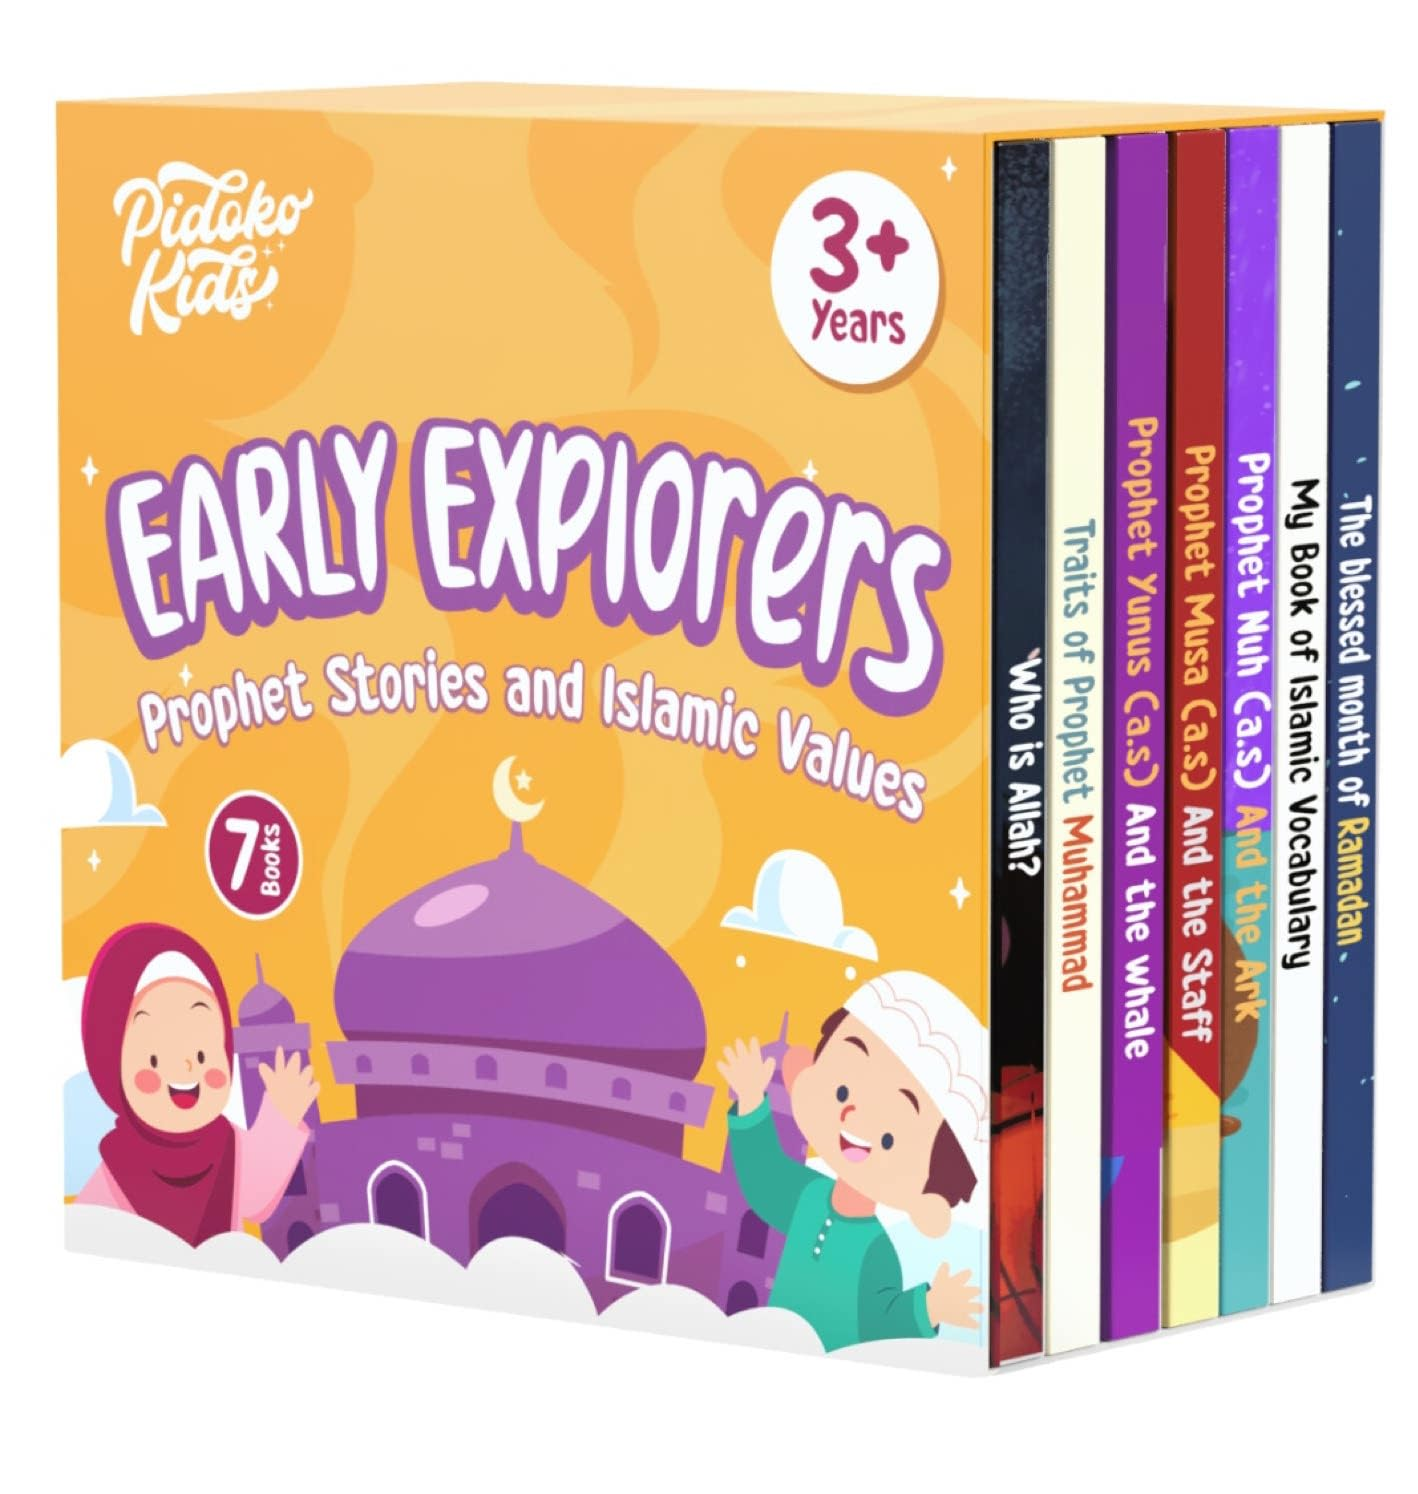 Pidoko
Kids
3+
Years
EARLY EXPlorers
Prophet Stories and Islamic Values
7
Books
Who is Allah?
Traits of Prophet Muhammad
Prophet Yunus (a.s) And the whale
Prophet Musa (a.s) And the Staff
Prophet Nuh (a.s) And the Ark
My Book of Islamic Vocabulary
The blessed month of Ramadan